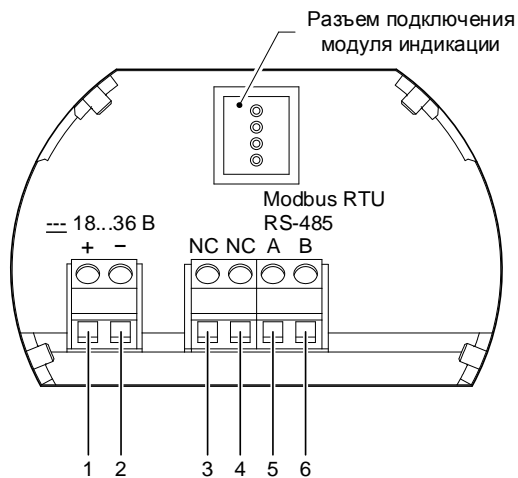 Разъем подключения
модуля индикации
Modbus RTU
RS-485
--- 18...36 В
+ −
NC NC A B
1 2 3 4 5 6